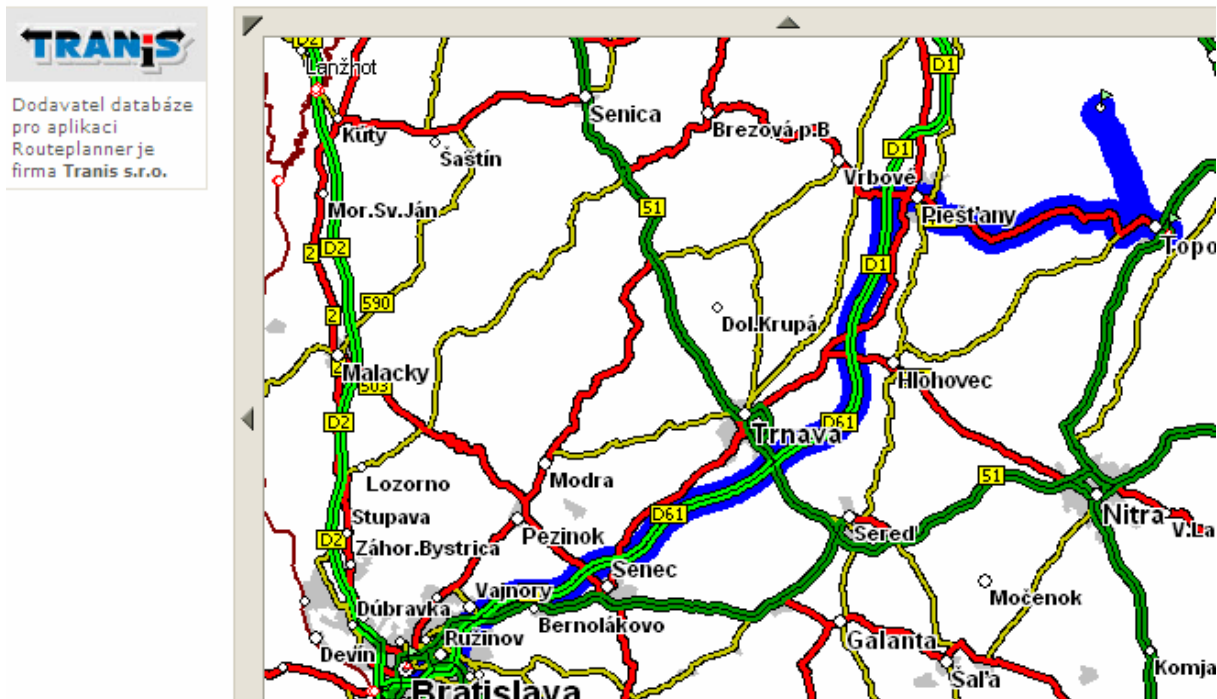 TRANiS
Dodavatel databáze
pro aplikaci
Routeplanner je
firma Tranis s.r.o.
D2
Lanžhot
D1
Senica
Brezová p.B
Kúty
Šaštín
D1
Vrbové
Mor.Sv.Ján
51
Piešťany
Topo
2
D2
D1
590
2
Dol.Krupá
2
Malacky
503
Hlohovec
D2
D61
Trnava
Modra
51
Lozorno
D61
Nitra
Stupava
Pezinok
Sereď
V.La
D2
Záhor.Bystrica
Senec
Vajnory
Močenok
Dúbravka
Bernolákovo
Ružinov
Galanta
Devín
Komja
Šaľa
Bratislava